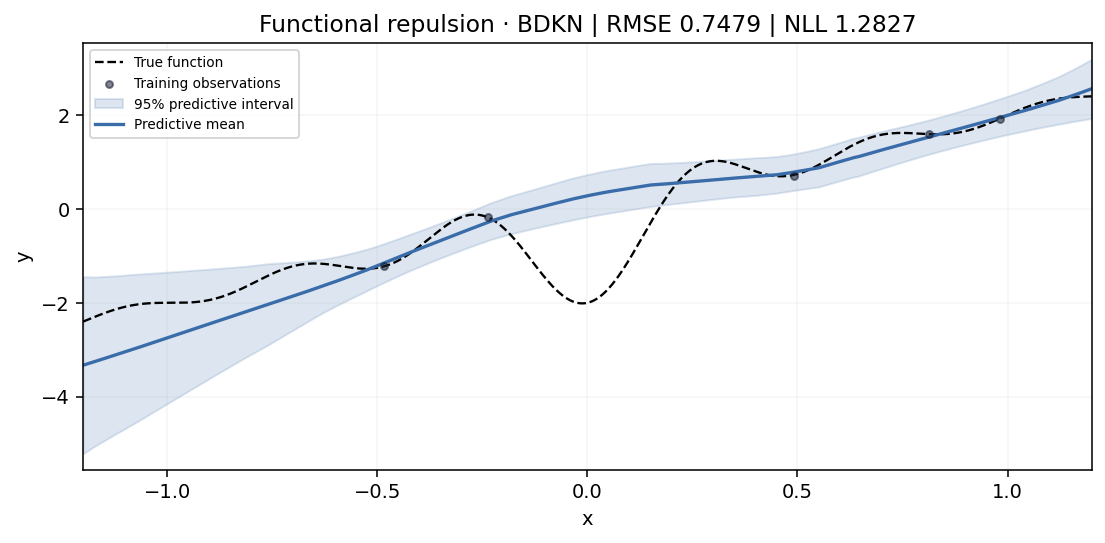 Functional repulsion · BDKN | RMSE 0.7479 | NLL 1.2827
True function
Training observations
95% predictive interval
Predictive mean
y
2
0
−2
−4
−1.0
−0.5
0.0
0.5
1.0
x